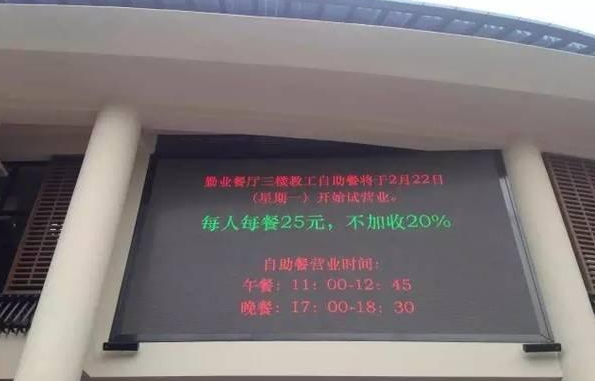 勤业餐厅三楼教工自助餐将于2月22日
（星期一）开始试营业。
每人每餐25元，不加收20%
自助餐营业时间：
午餐：11：00-12：45
晚餐：17：00-18：30